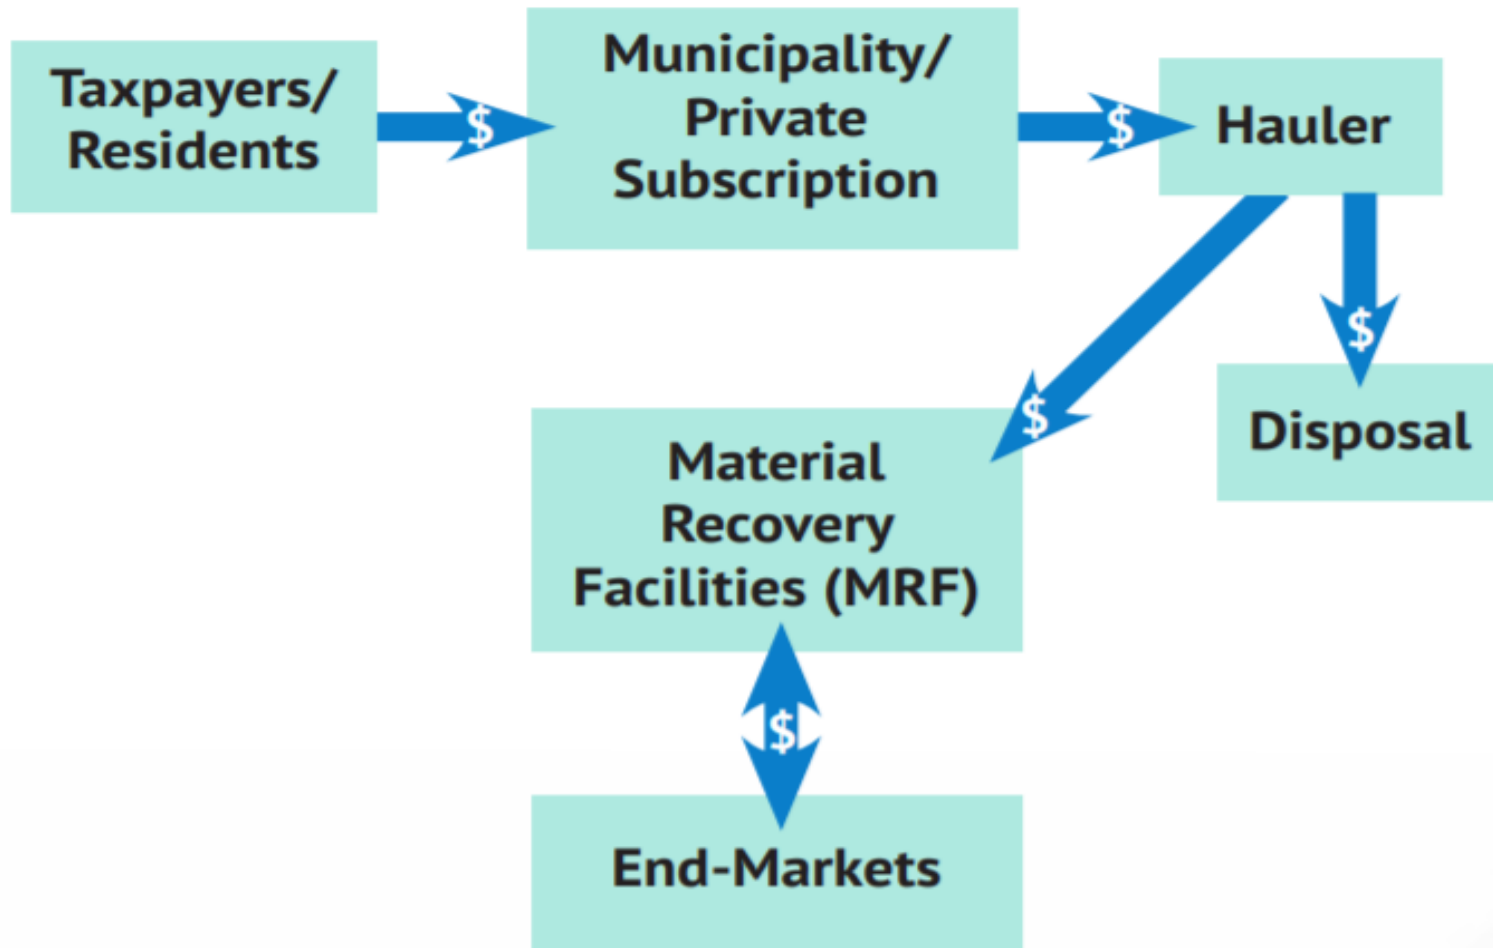 Taxpayers/
Residents
$
Municipality/
Private
Subscription
$
Hauler
$
$
Disposal
Material
Recovery
Facilities (MRF)
$
End-Markets